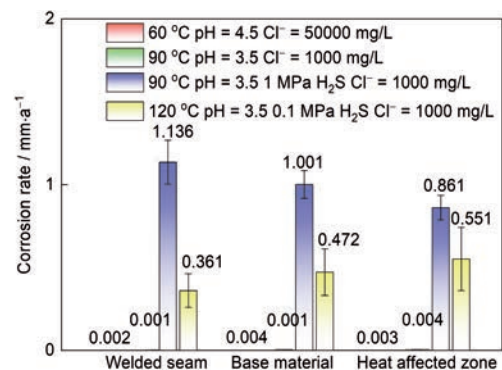 2
60 °C pH = 4.5 Cl⁻ = 50000 mg/L
90 °C pH = 3.5 Cl⁻ = 1000 mg/L
90 °C pH = 3.5 1 MPa H₂S Cl⁻ = 1000 mg/L
120 °C pH = 3.5 0.1 MPa H₂S Cl⁻ = 1000 mg/L
Corrosion rate / mm·a⁻¹
1.136
1.001
0.861
1
0.361
0.472
0.551
0.002
0.001
0.004
0.001
0.003
0.004
0
Welded seam Base material Heat affected zone